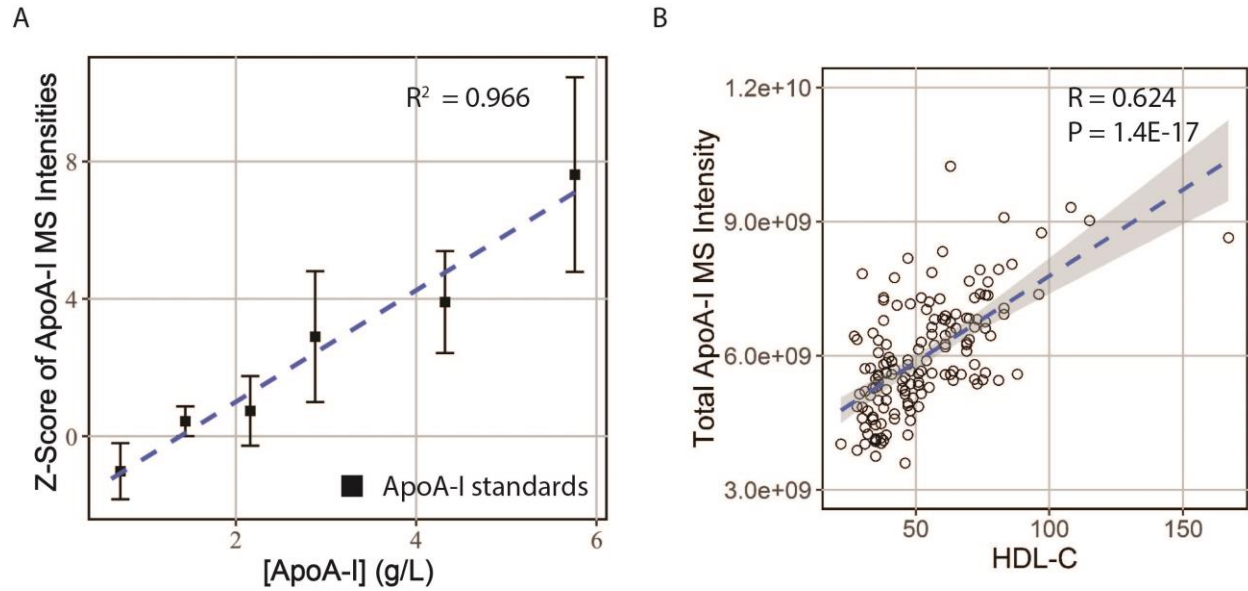 A
Z-Score of ApoA-I MS Intensities
8
4
0
R² = 0.966
ApoA-I standards
2 4 6
[ApoA-I] (g/L)
B
Total ApoA-I MS Intensity
1.2e+10
9.0e+09
6.0e+09
3.0e+09
R = 0.624
P = 1.4E-17
50 100 150
HDL-C